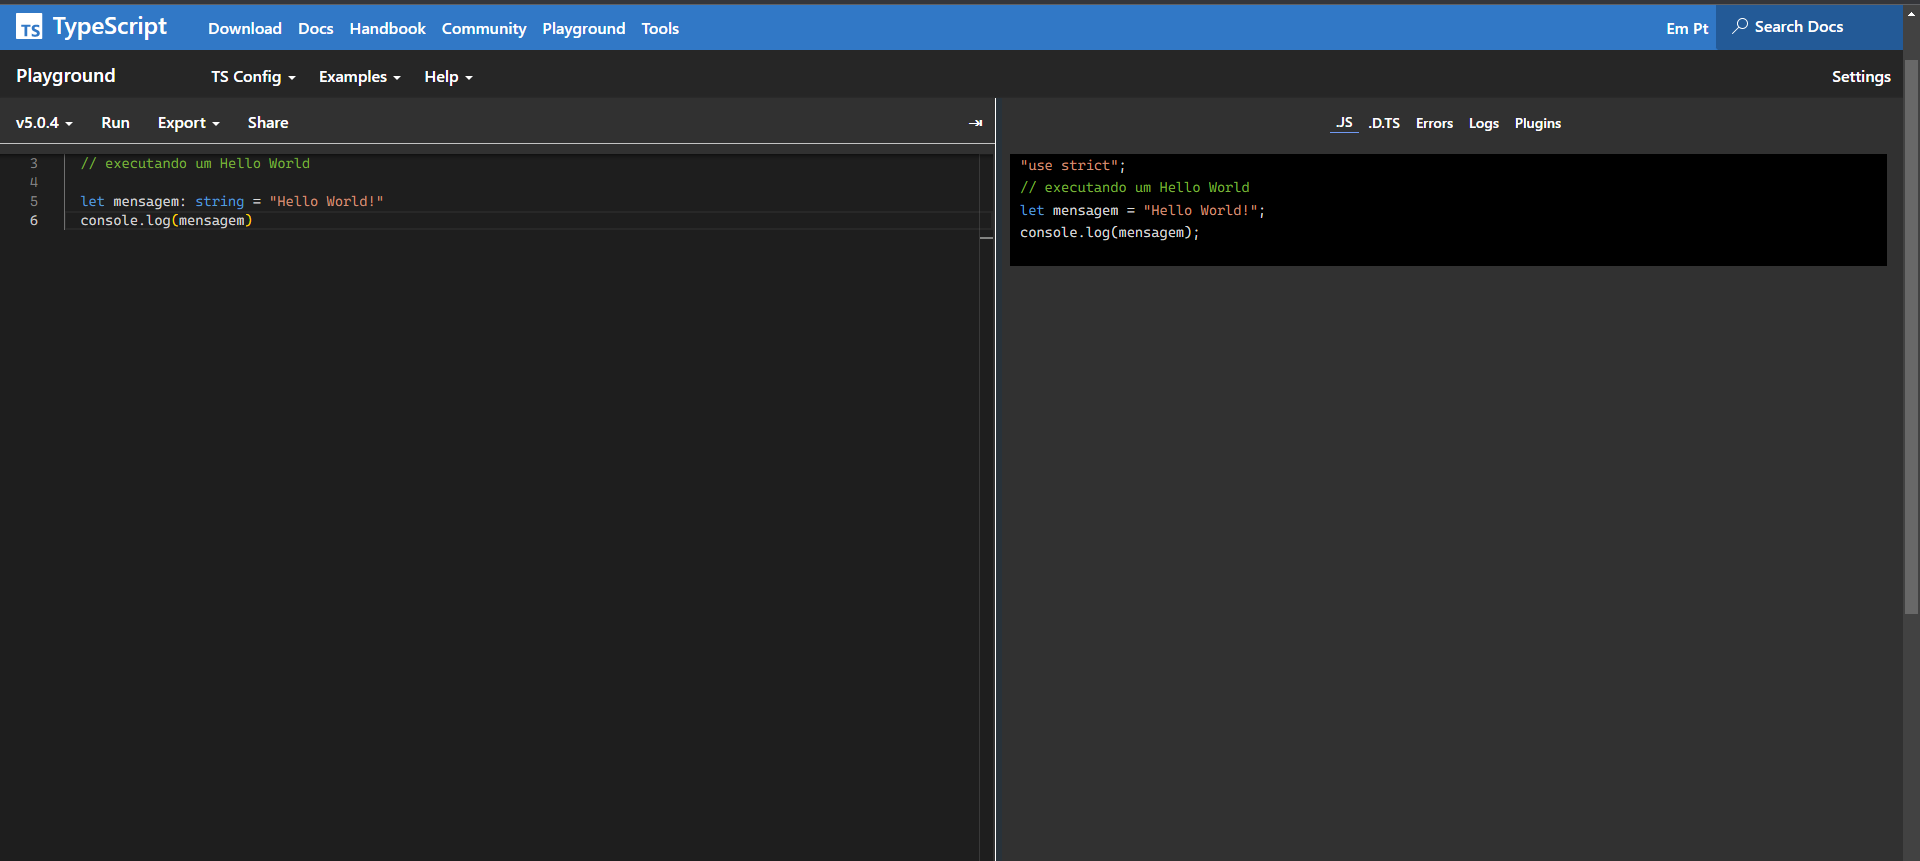 TS TypeScript Download Docs Handbook Community Playground Tools Em Pt Search Docs
Playground TS Config Examples Help Settings
v5.0.4 Run Export Share
.JS .D.TS Errors Logs Plugins
3 // executando um Hello World
4
5 let mensagem: string = "Hello World!"
6 console.log(mensagem)
"use strict";
// executando um Hello World
let mensagem = "Hello World!";
console.log(mensagem);